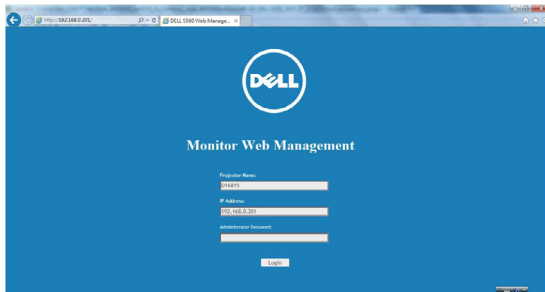 http://192.168.0.201/
DELL S560 Web Manage...
DELL
Monitor Web Management
Projector Name:
D16815
IP Address:
192.168.0.201
Administrator Password:
Login